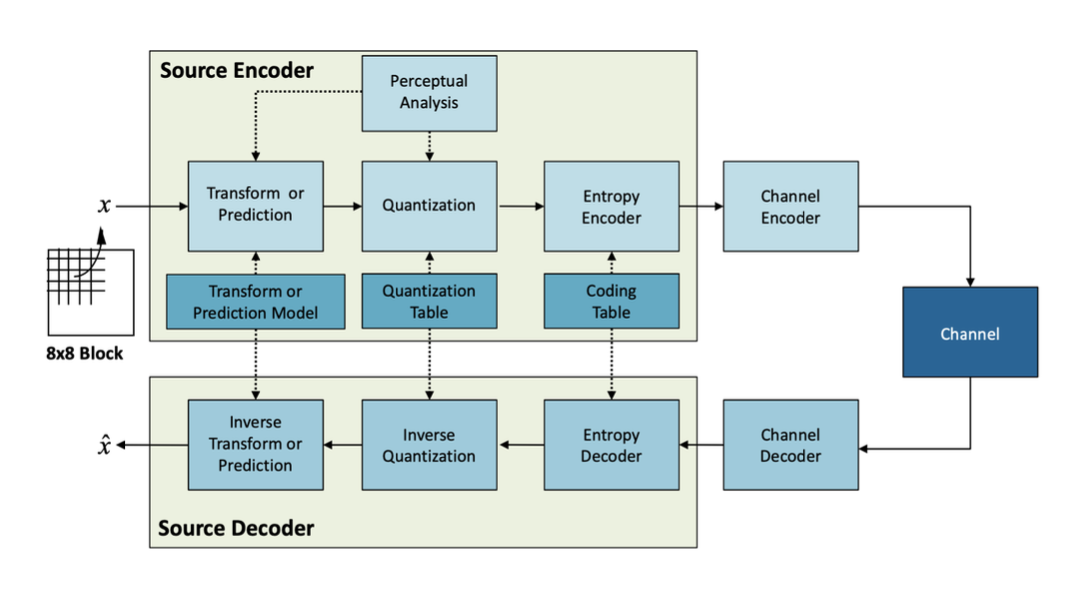 Source Encoder
Perceptual
Analysis
x
Transform or
Prediction
Quantization
Entropy
Encoder
Channel
Encoder
Transform or
Prediction Model
Quantization
Table
Coding
Table
8x8 Block
Channel
x̂
Inverse
Transform or
Prediction
Inverse
Quantization
Entropy
Decoder
Channel
Decoder
Source Decoder